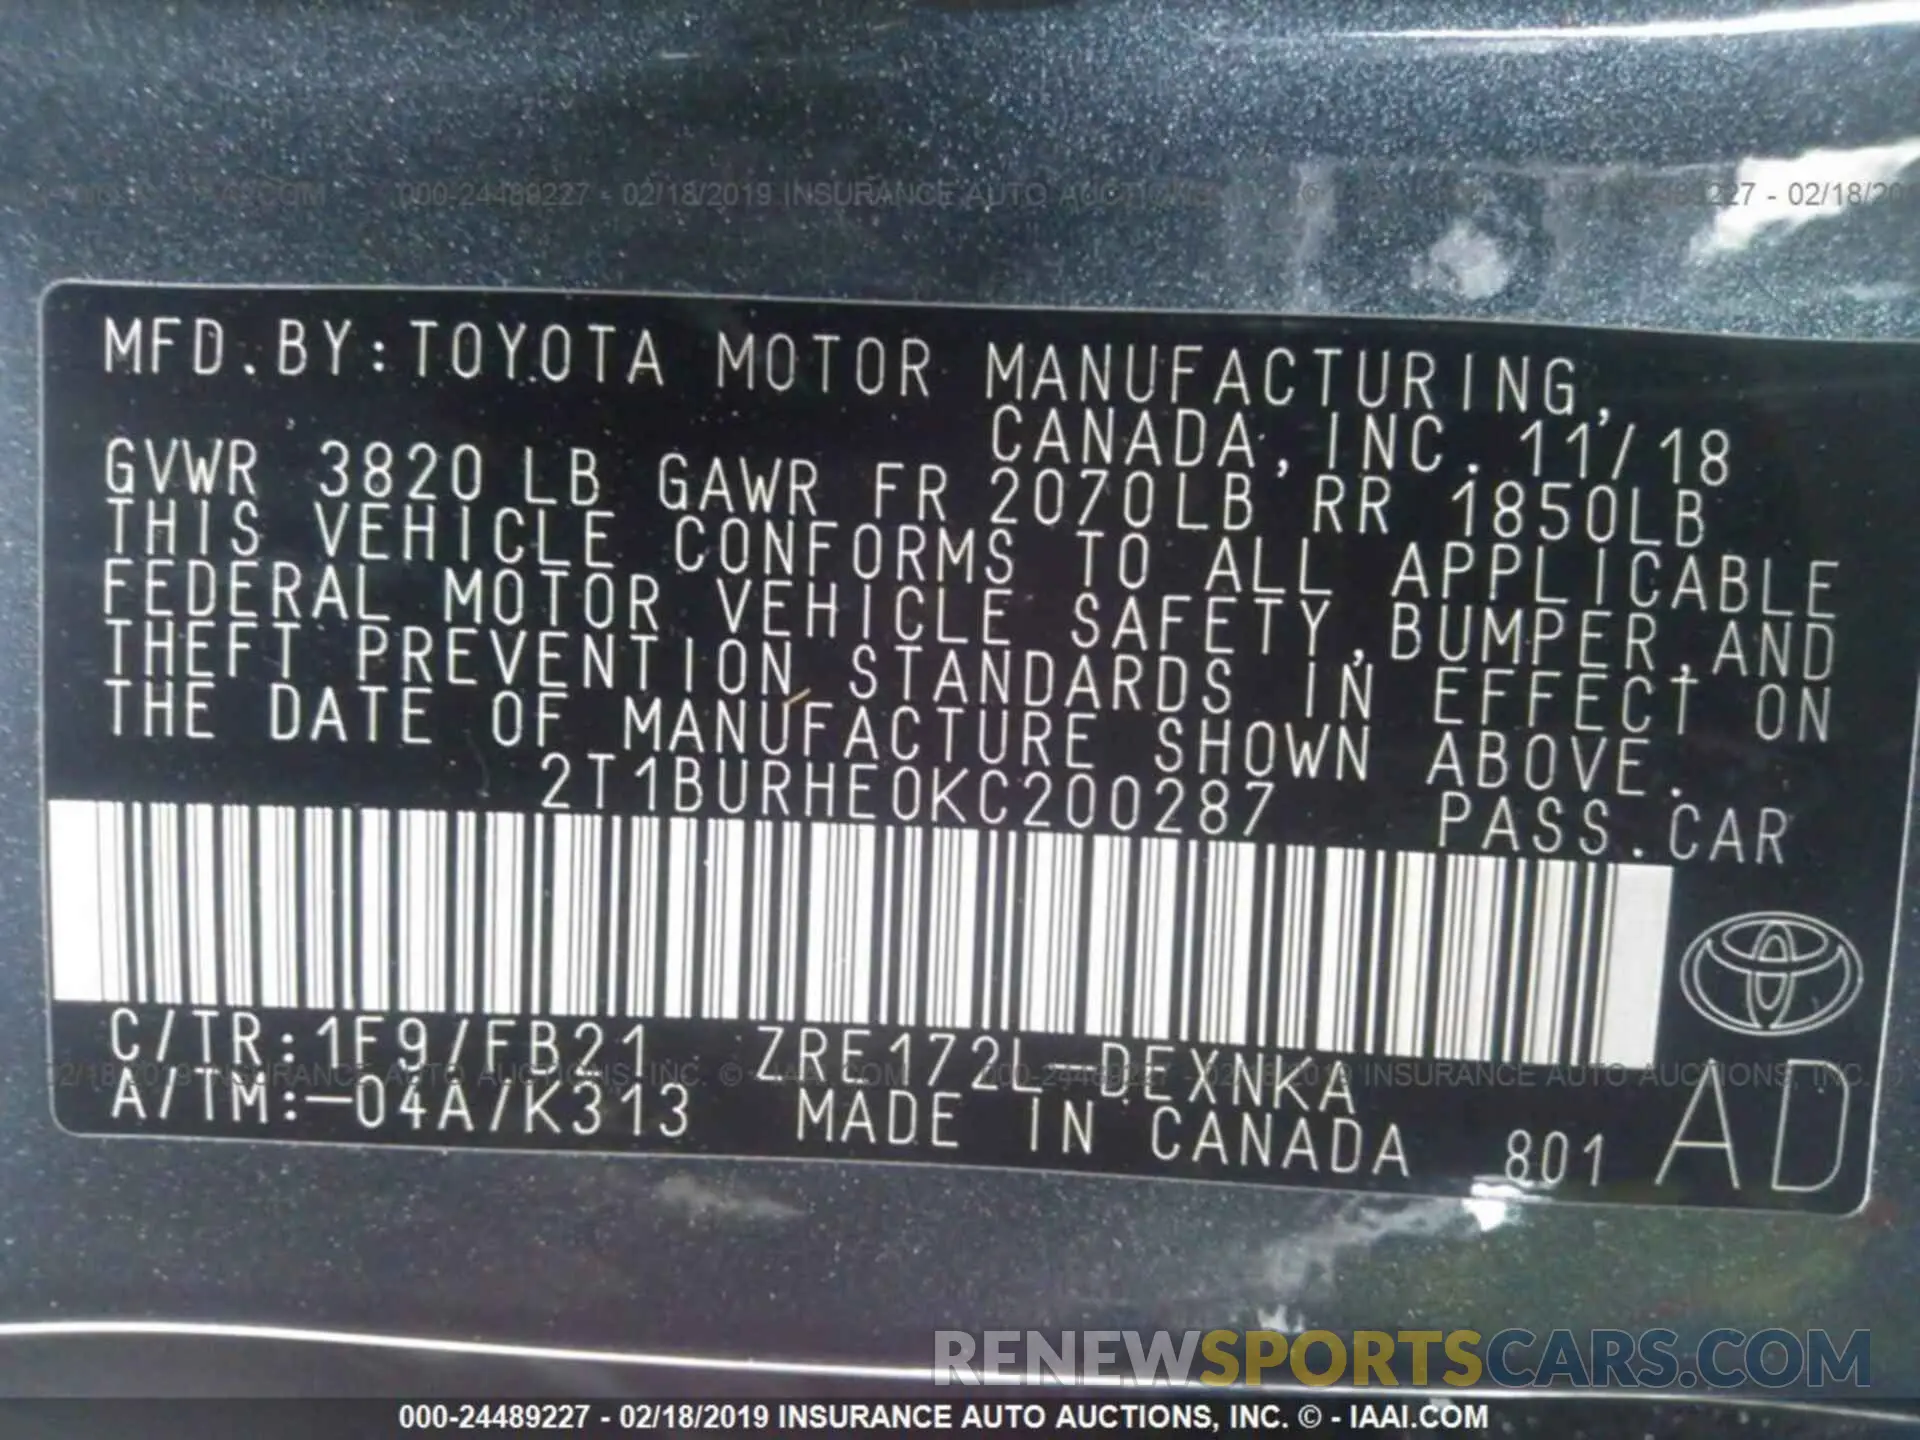 000-24489227 - 02/18/2019 INSURANCE AUTO AUCTIONS
MFD.BY:TOYOTA MOTOR MANUFACTURING,
CANADA,INC. 11/18
GVWR 3820 LB GAWR FR 2070LB RR 1850LB
THIS VEHICLE CONFORMS TO ALL APPLICABLE
FEDERAL MOTOR VEHICLE SAFETY,BUMPER,AND
THEFT PREVENTION STANDARDS IN EFFECT ON
THE DATE OF MANUFACTURE SHOWN ABOVE.
2T1BURHE0KC200287 PASS.CAR
C/TR:1F9/FB21 ZRE172L-DEXNKA
A/TM:-04A/K313 MADE IN CANADA 801 AD
RENEWSPORTSCARS.COM
000-24489227 - 02/18/2019 INSURANCE AUTO AUCTIONS, INC. © - IAAI.COM